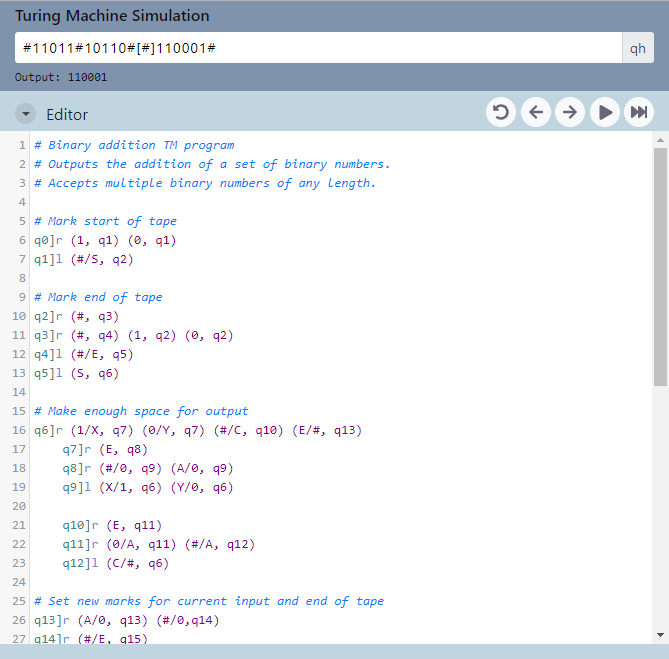 Turing Machine Simulation
#11011#10110#[#]110001#
qh
Output: 110001
Editor
1 # Binary addition TM program
2 # Outputs the addition of a set of binary numbers.
3 # Accepts multiple binary numbers of any length.
4
5 # Mark start of tape
6 q0]r (1, q1) (0, q1)
7 q1]l (#/S, q2)
8
9 # Mark end of tape
10 q2]r (#, q3)
11 q3]r (#, q4) (1, q2) (0, q2)
12 q4]l (#/E, q5)
13 q5]l (S, q6)
14
15 # Make enough space for output
16 q6]r (1/X, q7) (0/Y, q7) (#/C, q10) (E/#, q13)
17 q7]r (E, q8)
18 q8]r (#/0, q9) (A/0, q9)
19 q9]l (X/1, q6) (Y/0, q6)
20
21 q10]r (E, q11)
22 q11]r (0/A, q11) (#/A, q12)
23 q12]l (C/#, q6)
24
25 # Set new marks for current input and end of tape
26 q13]r (A/0, q13) (#/0,q14)
27 q14]r (#/E, q15)